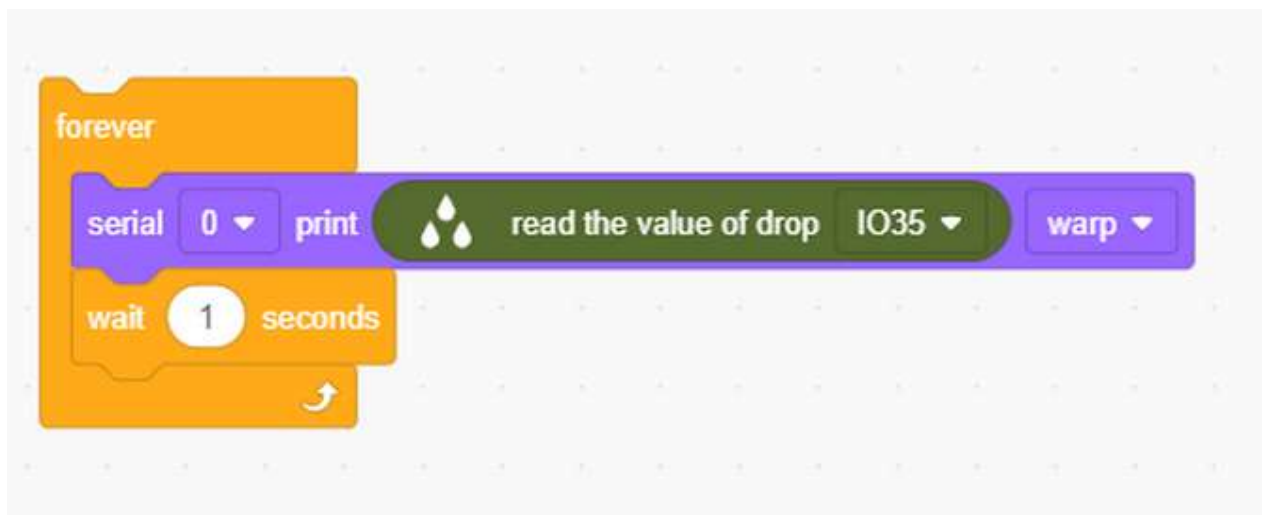 forever
serial 0 print read the value of drop IO35 warp
wait 1 seconds